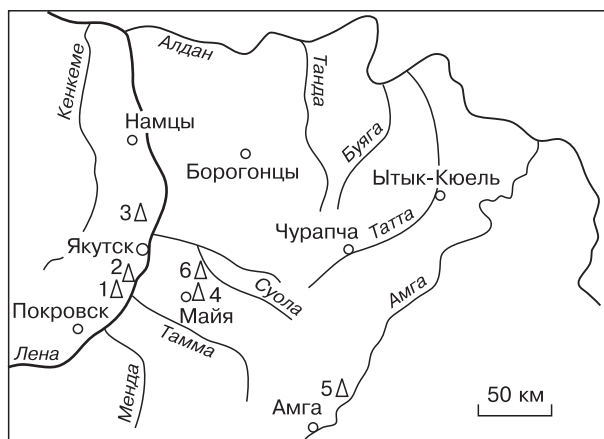 Кенкеме
Алдан
Танда
Буяга
Намцы
Борогонцы
Ытык-Кюель
3
Чурапча
Татта
Якутск
2
6
Суола
Амга
1
4
Покровск
Майя
Лена
Тамма
Менда
5
Амга
50 км